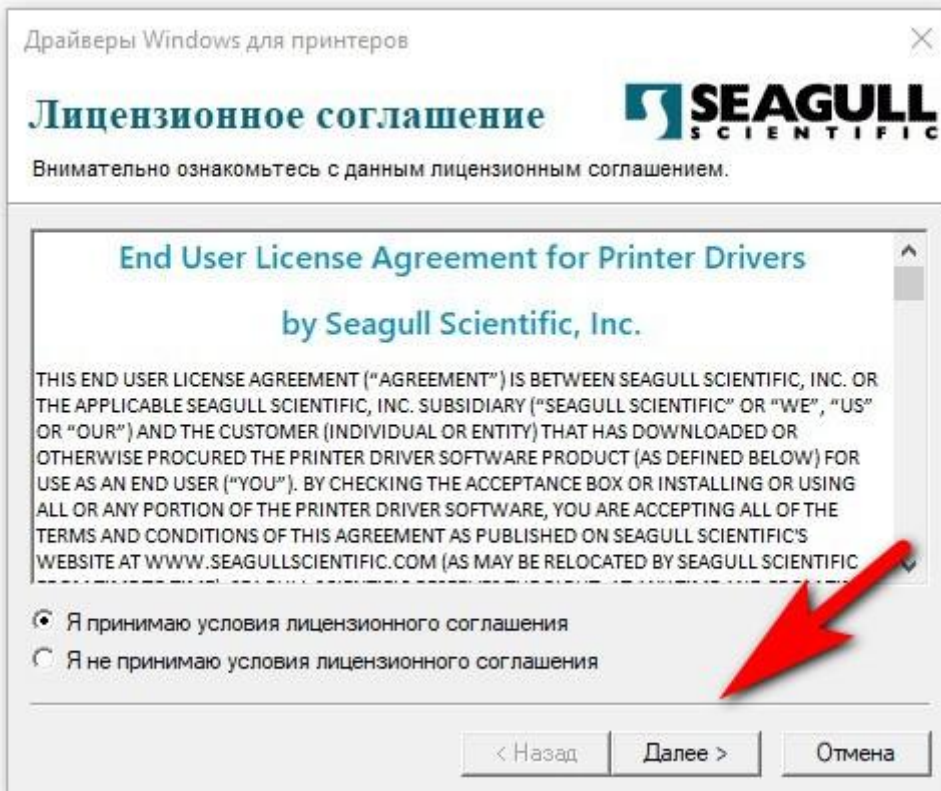 Драйверы Windows для принтеров
Лицензионное соглашение
SEAGULL
SCIENTIFIC
Внимательно ознакомьтесь с данным лицензионным соглашением.
End User License Agreement for Printer Drivers
by Seagull Scientific, Inc.
THIS END USER LICENSE AGREEMENT (“AGREEMENT”) IS BETWEEN SEAGULL SCIENTIFIC, INC. OR
THE APPLICABLE SEAGULL SCIENTIFIC, INC. SUBSIDIARY (“SEAGULL SCIENTIFIC” OR “WE”, “US”
OR “OUR”) AND THE CUSTOMER (INDIVIDUAL OR ENTITY) THAT HAS DOWNLOADED OR
OTHERWISE PROCURED THE PRINTER DRIVER SOFTWARE PRODUCT (AS DEFINED BELOW) FOR
USE AS AN END USER (“YOU”). BY CHECKING THE ACCEPTANCE BOX OR INSTALLING OR USING
ALL OR ANY PORTION OF THE PRINTER DRIVER SOFTWARE, YOU ARE ACCEPTING ALL OF THE
TERMS AND CONDITIONS OF THIS AGREEMENT AS PUBLISHED ON SEAGULL SCIENTIFIC’S
WEBSITE AT WWW.SEAGULLSCIENTIFIC.COM (AS MAY BE RELOCATED BY SEAGULL SCIENTIFIC
Я принимаю условия лицензионного соглашения
Я не принимаю условия лицензионного соглашения
< Назад
Далее >
Отмена